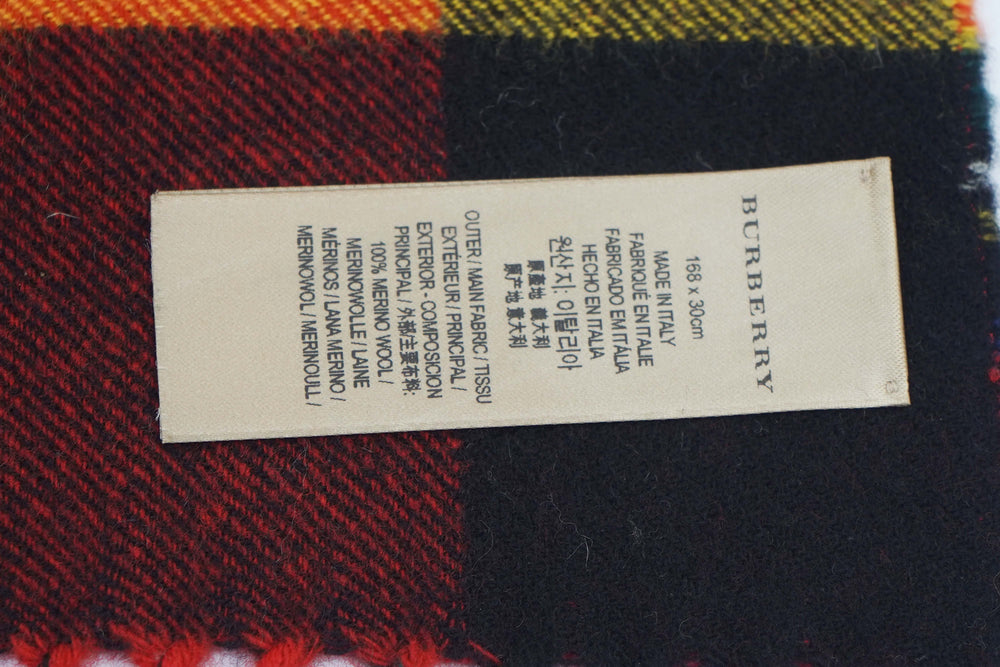 BURBERRY
168 x 30cm
MADE IN ITALY
FABRIQUÉ EN ITALIE
FABRICADO EM ITÁLIA
HECHO EN ITALIA
원산지: 이탈리아
原產地 義大利
原产地 意大利
OUTER / MAIN FABRIC / TISSU
EXTÉRIEUR / PRINCIPAL /
EXTERIOR - COMPOSICION
PRINCIPAL / 外部/主要布料:
100% MERINO WOOL /
MERINOWOLLE / LAINE
MÉRINOS / LANA MERINO /
MERINOWOL / MERINOULL /